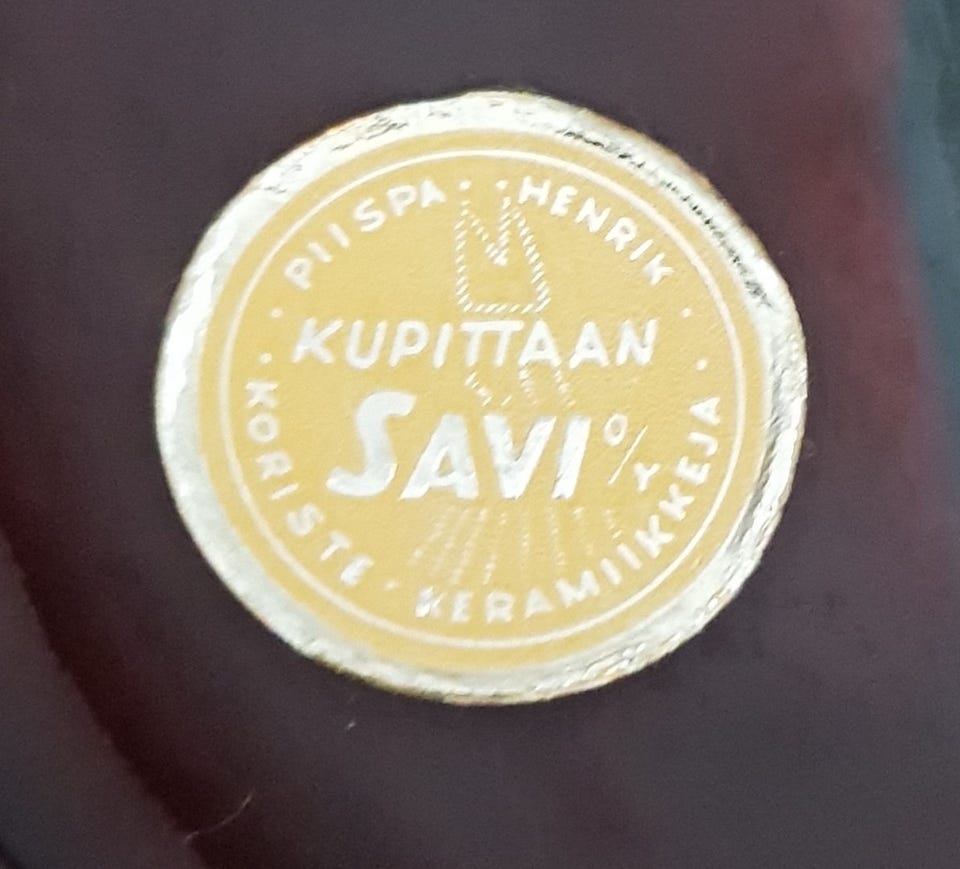 PIISPA HENRIK
KUPITTAAN
SAVI O/Y
KORISTE - KERAMIIKKEJA